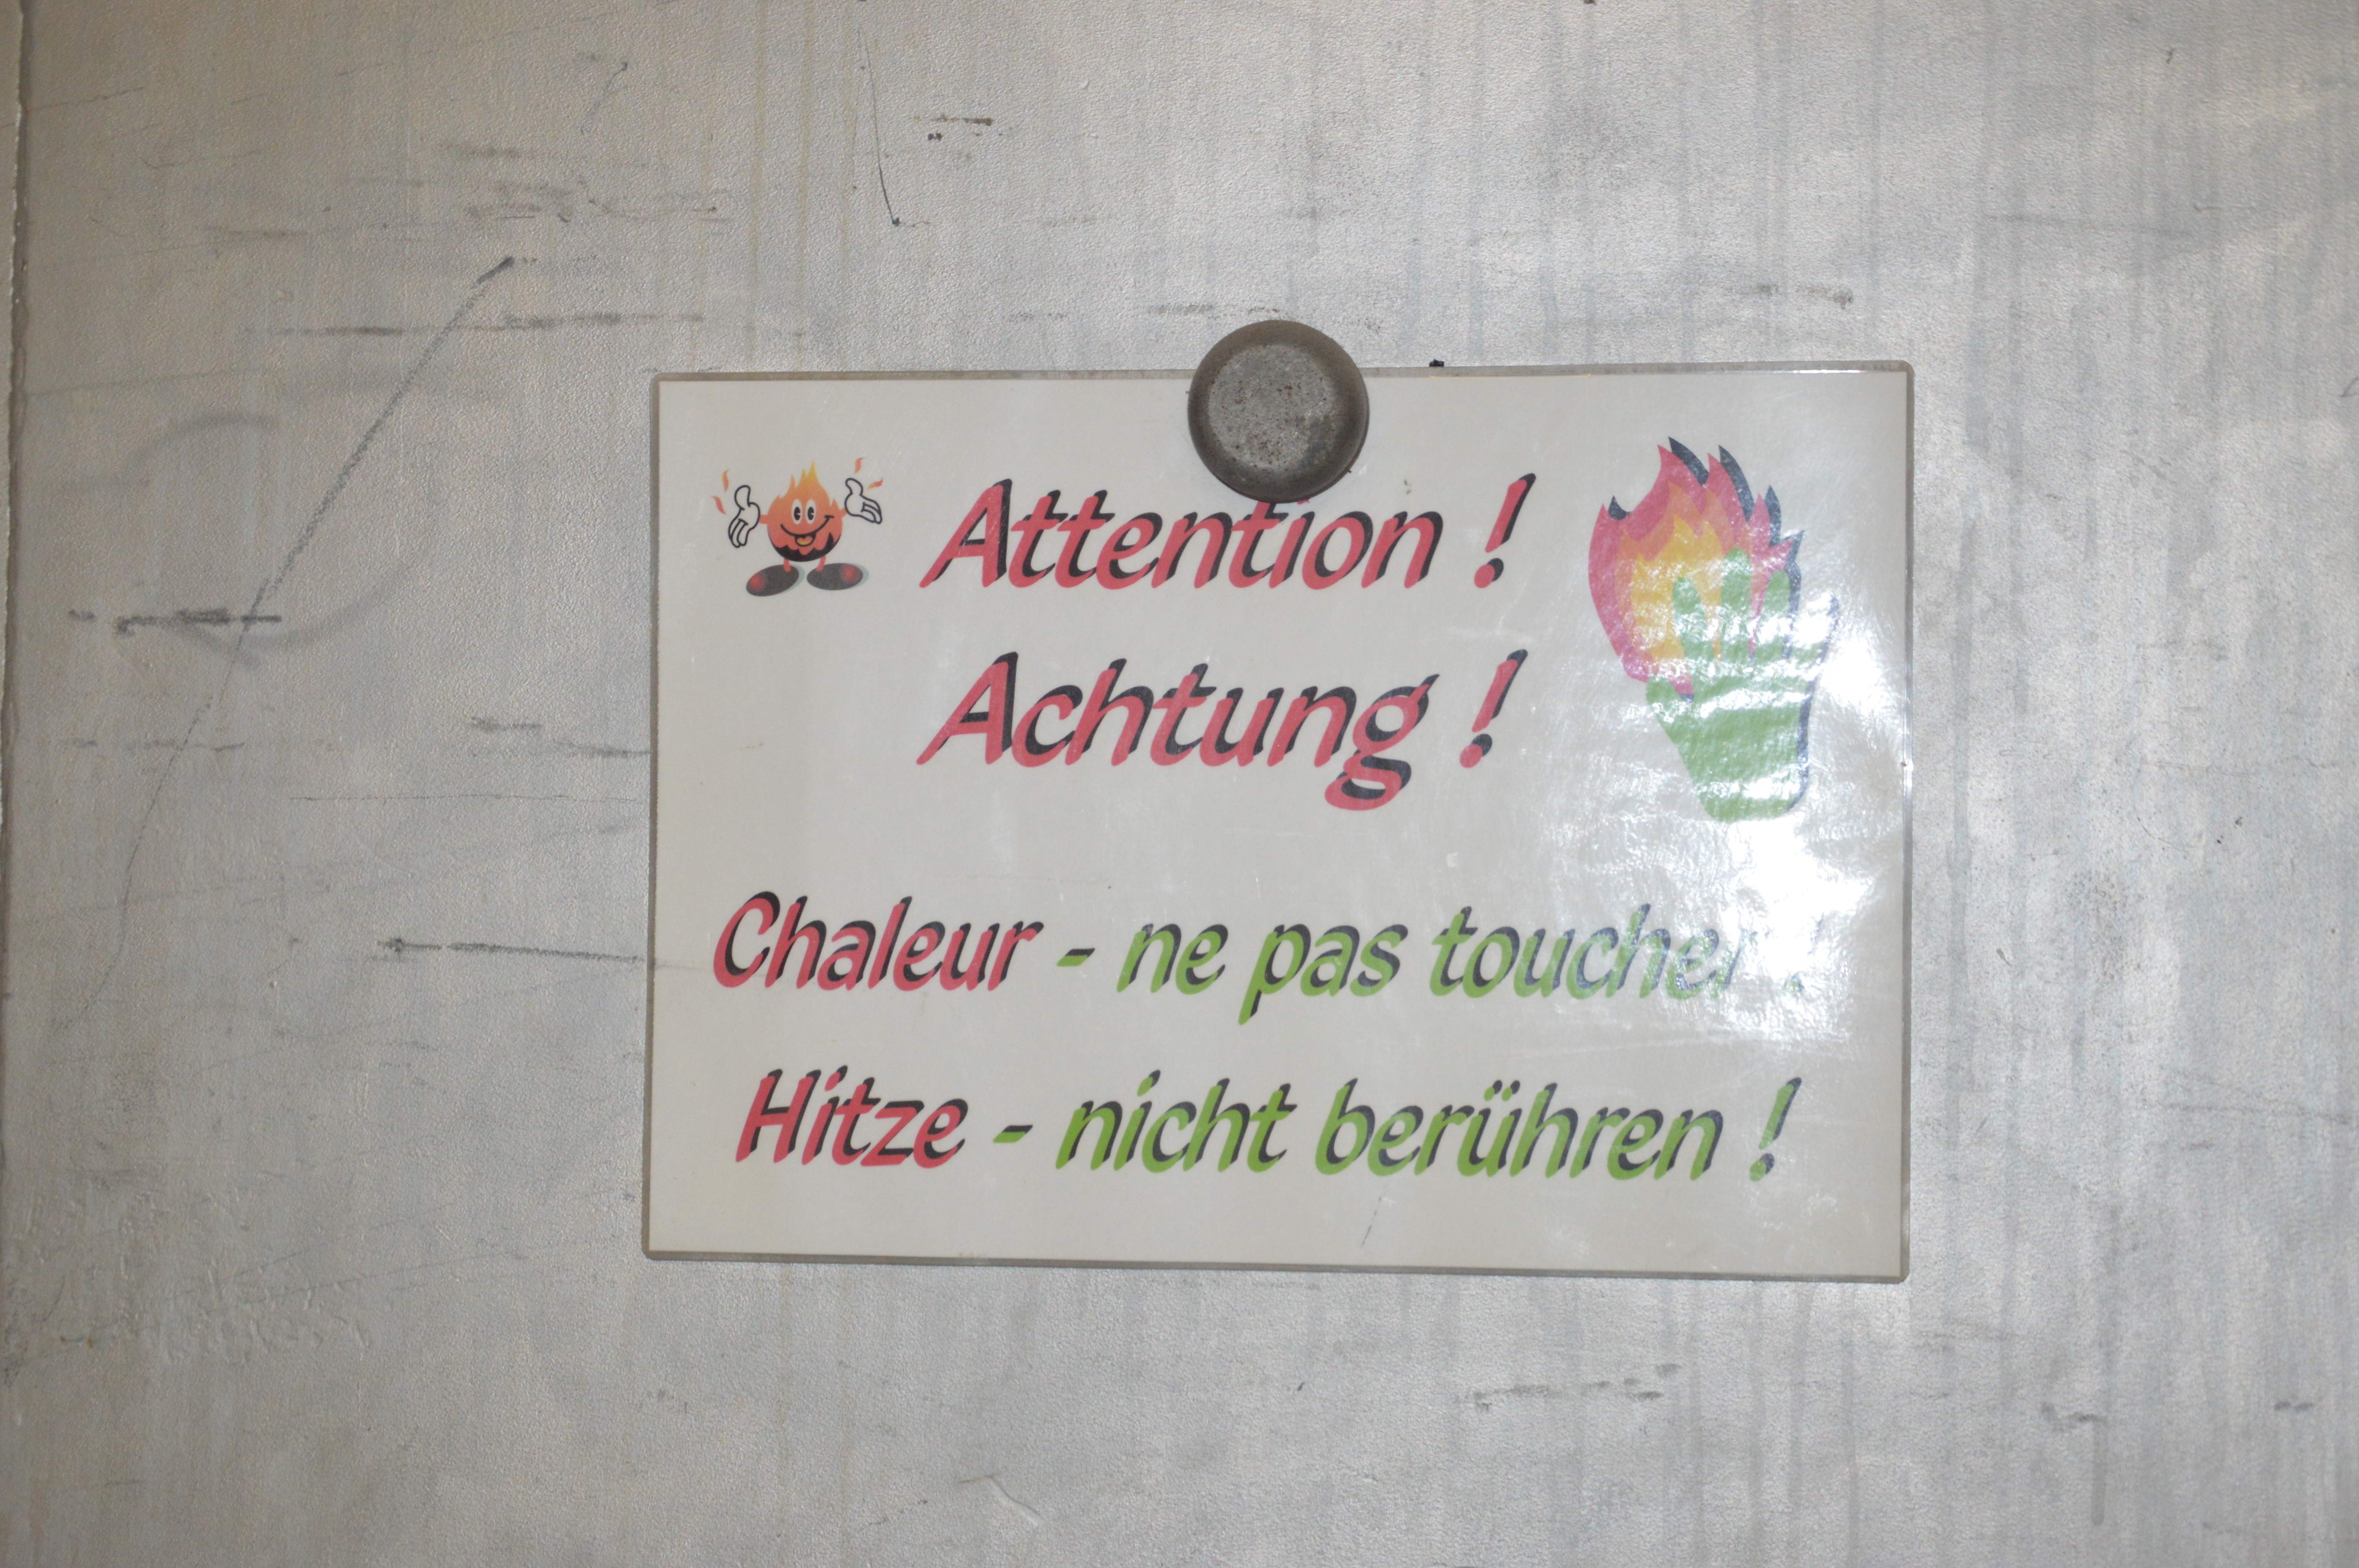 Attention !
Achtung !
Chaleur - ne pas toucher !
Hitze - nicht berühren !